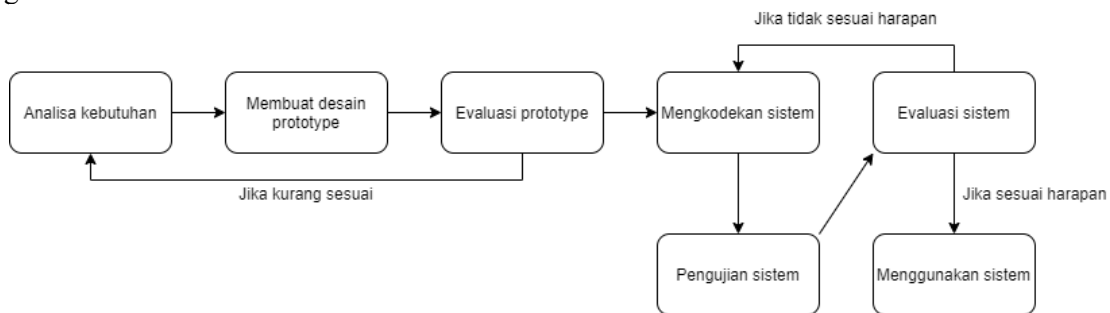 Jika tidak sesuai harapan
Analisa kebutuhan
Membuat desain
prototype
Evaluasi prototype
Mengkodekan sistem
Evaluasi sistem
Jika kurang sesuai
Jika sesuai harapan
Pengujian sistem
Menggunakan sistem